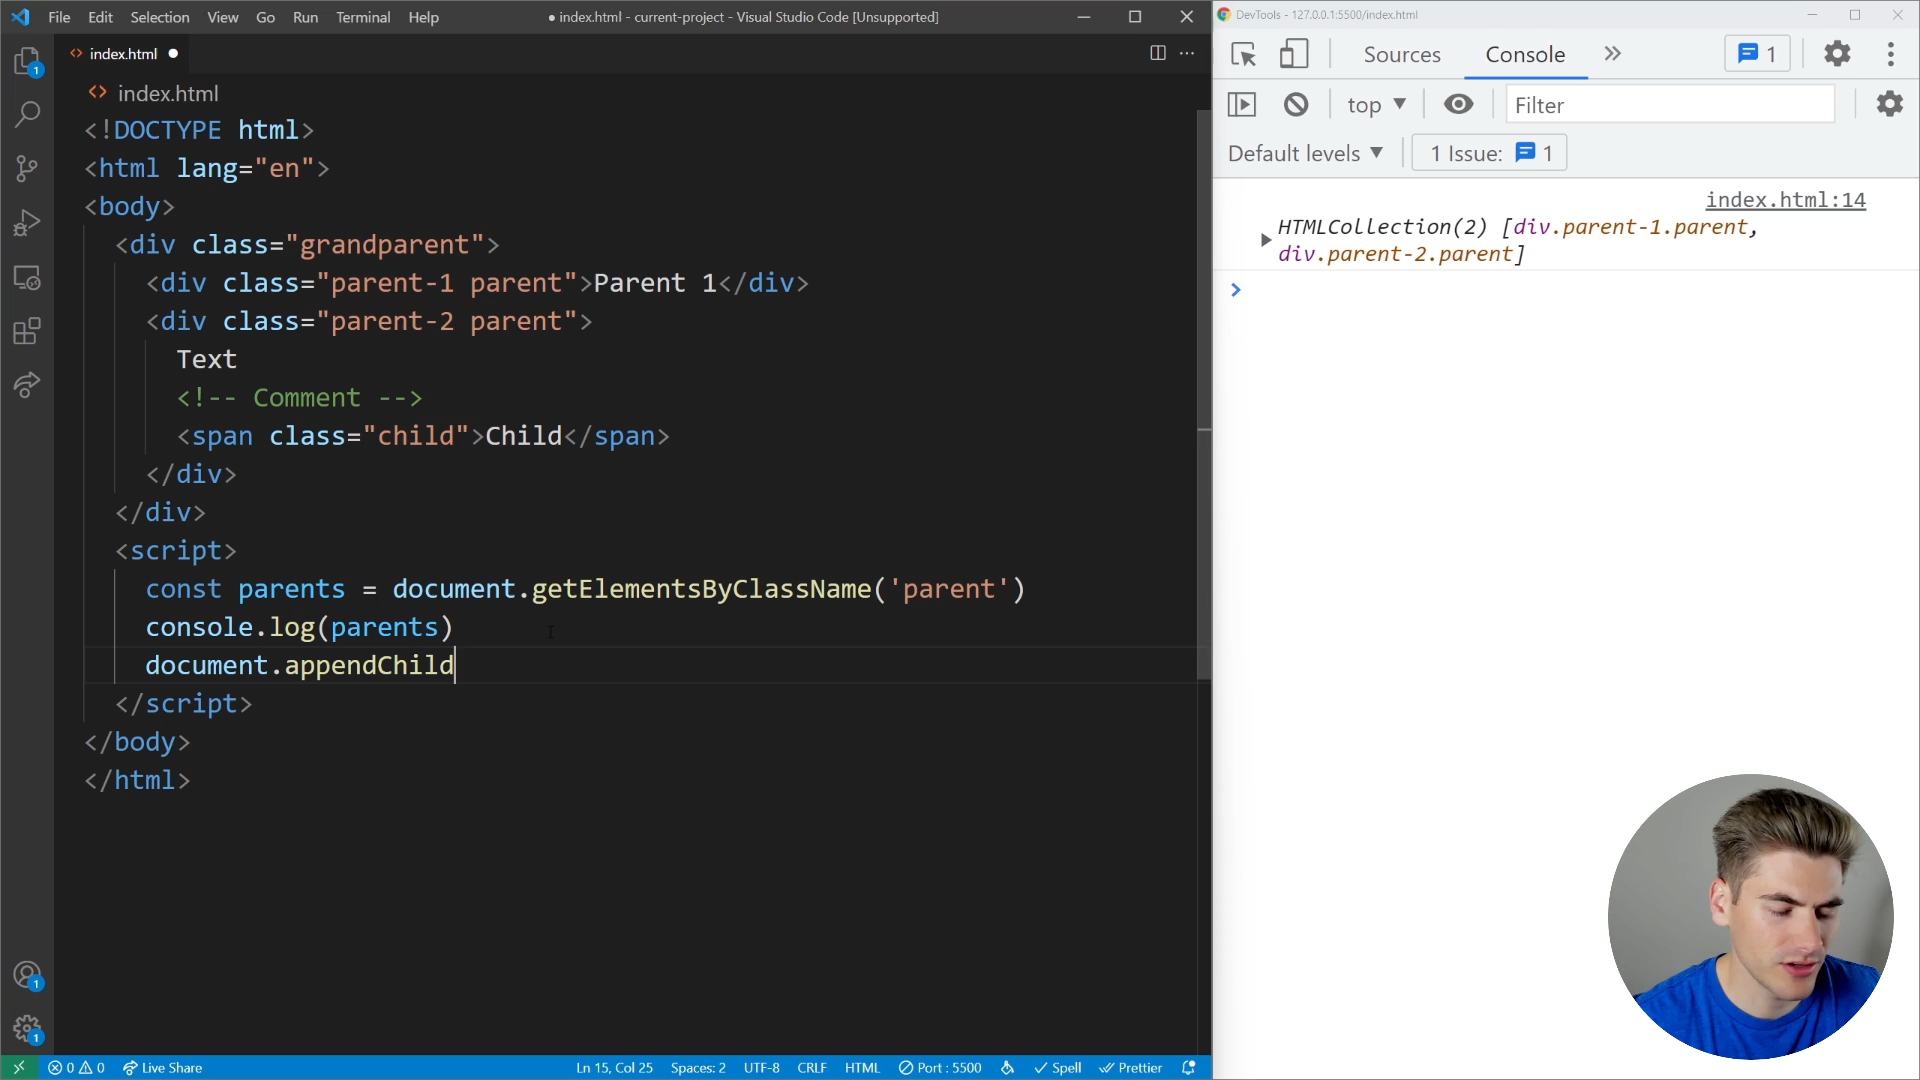 File Edit Selection View Go Run Terminal Help
● index.html - current-project - Visual Studio Code [Unsupported]
index.html ●
index.html
<!DOCTYPE html>
<html lang="en">
<body>
<div class="grandparent">
<div class="parent-1 parent">Parent 1</div>
<div class="parent-2 parent">
Text
<!-- Comment -->
<span class="child">Child</span>
</div>
</div>
<script>
const parents = document.getElementsByClassName('parent')
console.log(parents)
document.appendChild
</script>
</body>
</html>
1
1
1
0 0 Live Share Ln 15, Col 25 Spaces: 2 UTF-8 CRLF HTML Port : 5500 Spell Prettier
DevTools - 127.0.0.1:5500/index.html
Sources Console 1
top Filter
Default levels 1 Issue: 1
index.html:14
HTMLCollection(2) [div.parent-1.parent,
div.parent-2.parent]